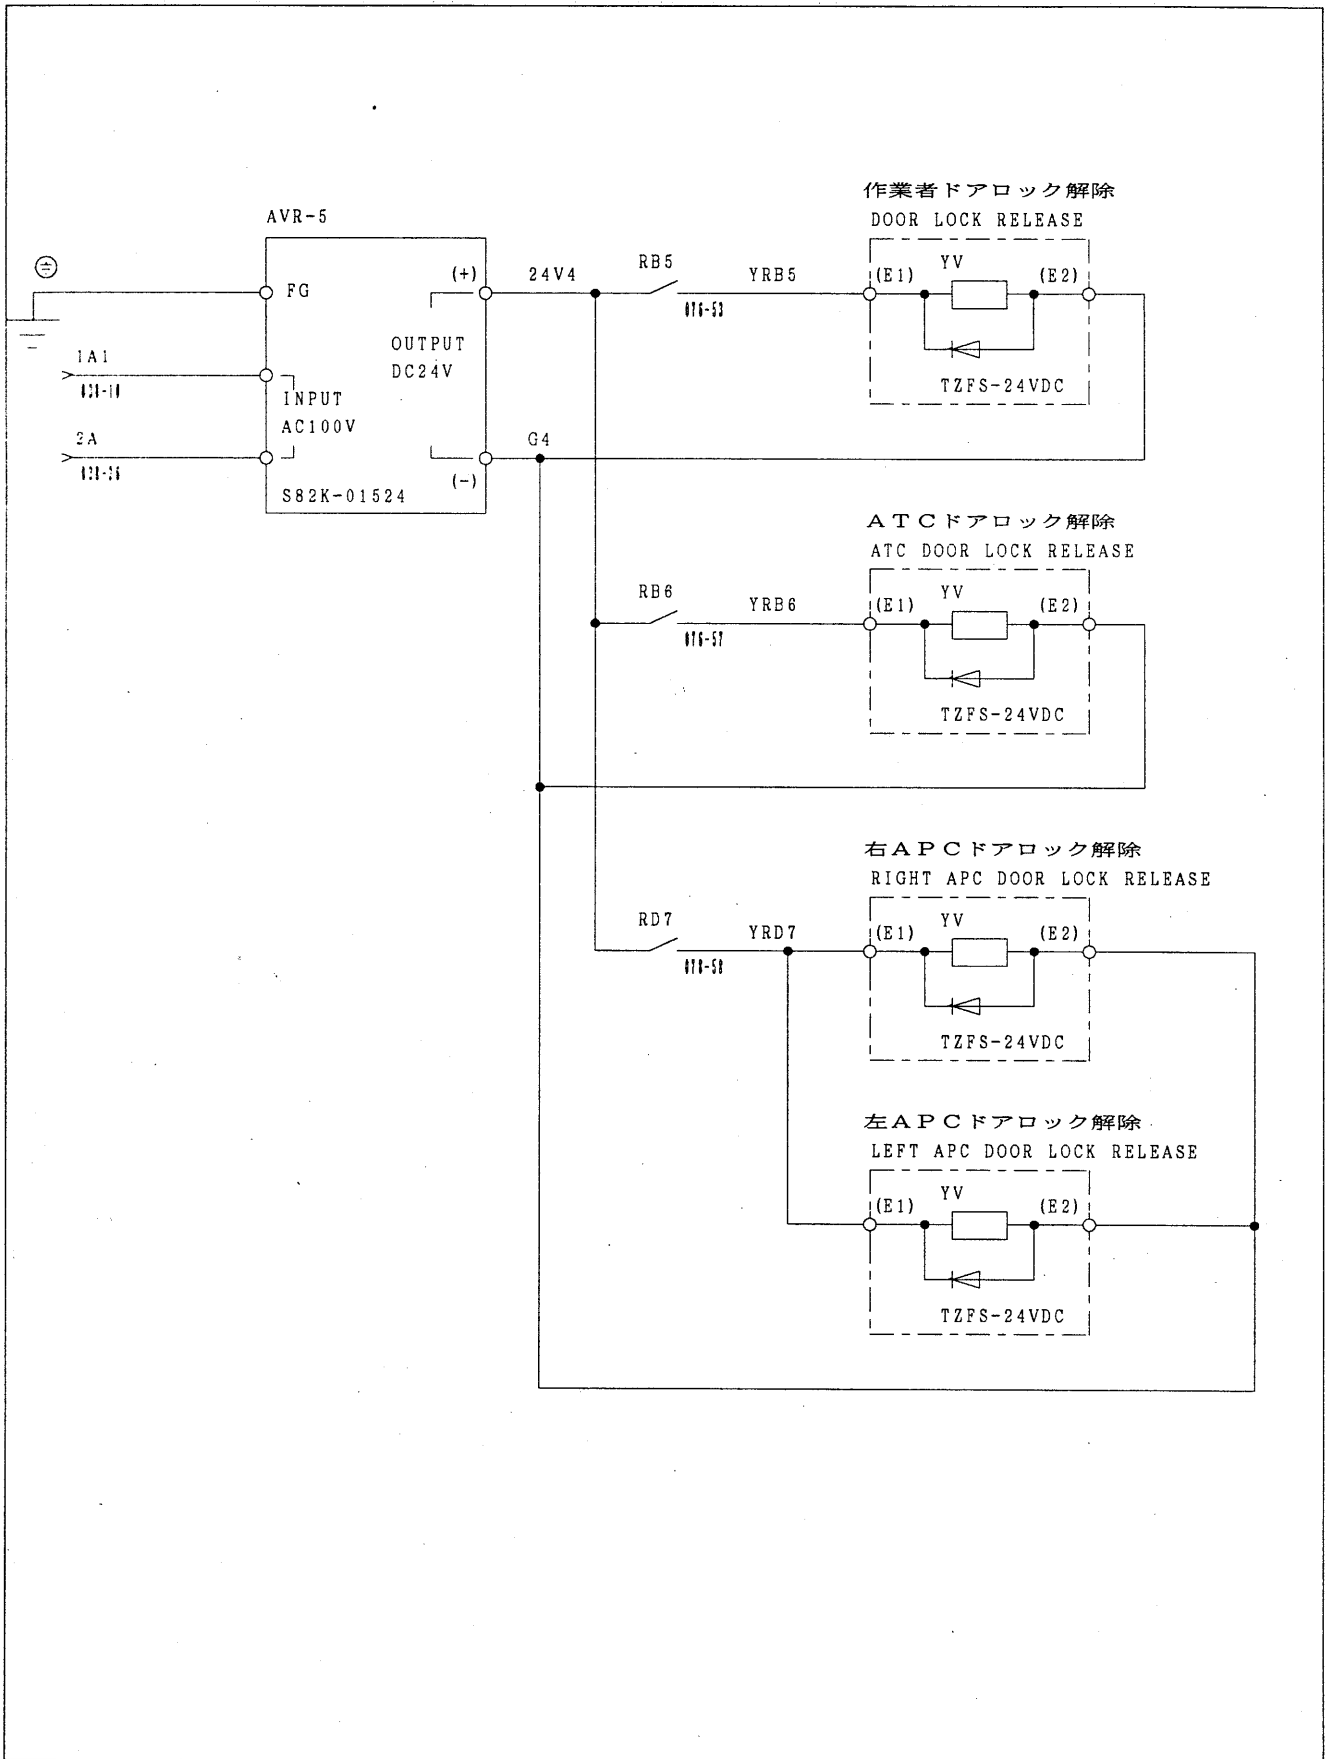 作業者ドアロック解除
DOOR LOCK RELEASE
AVR-5
FG
(+)
24V4
RB5
YRB5
(E1)
YV
(E2)
TZFS-24VDC
1A1
INPUT
AC100V
OUTPUT
DC24V
2A
G4
(-)
S82K-01524
ATCドアロック解除
ATC DOOR LOCK RELEASE
RB6
YRB6
(E1)
YV
(E2)
TZFS-24VDC
右APCドアロック解除
RIGHT APC DOOR LOCK RELEASE
RD7
YRD7
(E1)
YV
(E2)
TZFS-24VDC
左APCドアロック解除
LEFT APC DOOR LOCK RELEASE
(E1)
YV
(E2)
TZFS-24VDC